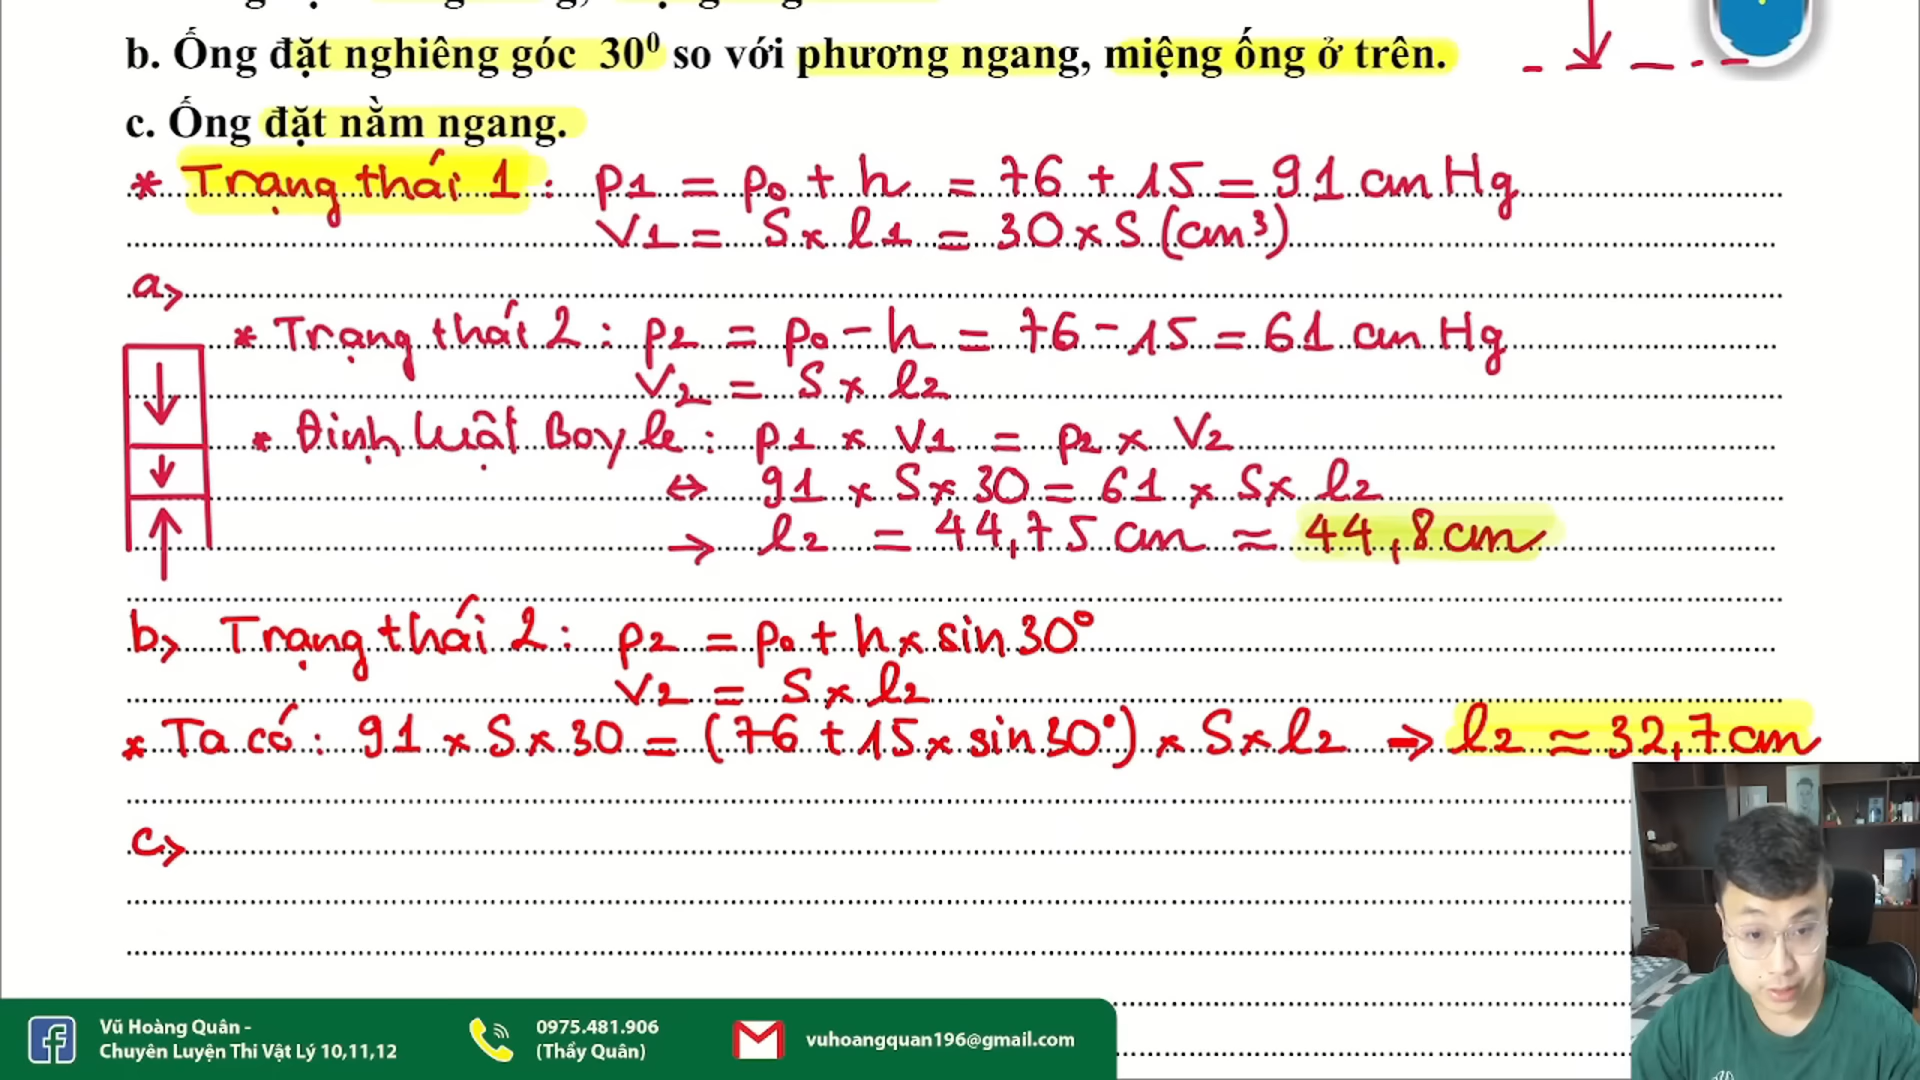 b. Ống đặt nghiêng góc 30⁰ so với phương ngang, miệng ống ở trên.
c. Ống đặt nằm ngang.
* Trạng thái 1 : p1 = p0 + h = 76 + 15 = 91 cm Hg
V1 = S x l1 = 30 x S (cm³)
a>
* Trạng thái 2 : p2 = p0 - h = 76 - 15 = 61 cm Hg
V2 = S x l2
* Định luật Boyle : p1 x V1 = p2 x V2
↔ 91 x S x 30 = 61 x S x l2
→ l2 = 44,75 cm ≈ 44,8 cm
b> Trạng thái 2 : p2 = p0 + h x sin 30°
V2 = S x l2
* Ta có : 91 x S x 30 = (76 + 15 x sin 30°) x S x l2 → l2 ≈ 32,7 cm
c>
Vũ Hoàng Quân -
Chuyên Luyện Thi Vật Lý 10,11,12
0975.481.906
(Thầy Quân)
vuhoangquan196@gmail.com